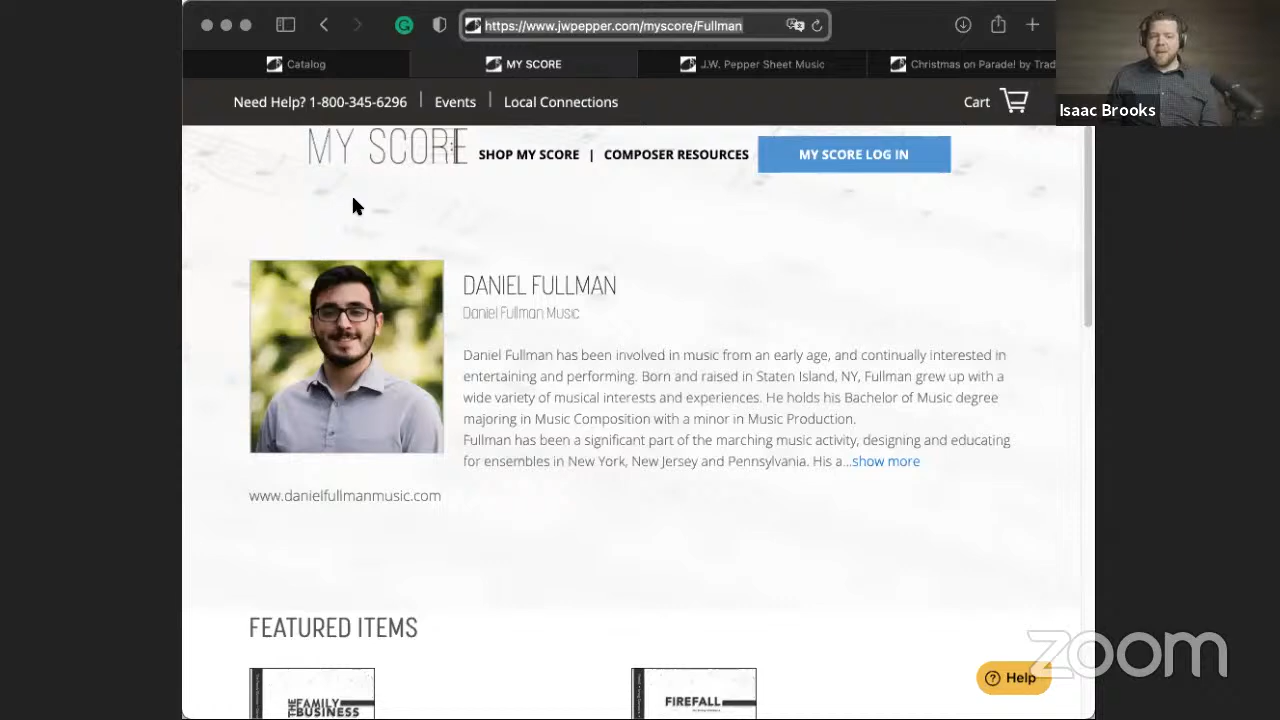 https://www.jwpepper.com/myscore/Fullman
Catalog
MY SCORE
J.W. Pepper Sheet Music
Christmas on Parade! by Trad
Need Help? 1-800-345-6296 | Events | Local Connections
Cart
Isaac Brooks
MY SCORE
SHOP MY SCORE | COMPOSER RESOURCES
MY SCORE LOG IN
DANIEL FULLMAN
Daniel Fullman Music
Daniel Fullman has been involved in music from an early age, and continually interested in
entertaining and performing. Born and raised in Staten Island, NY, Fullman grew up with a
wide variety of musical interests and experiences. He holds his Bachelor of Music degree
majoring in Music Composition with a minor in Music Production.
Fullman has been a significant part of the marching music activity, designing and educating
for ensembles in New York, New Jersey and Pennsylvania. His a...show more
www.danielfullmanmusic.com
FEATURED ITEMS
THE FAMILY
BUSINESS
FIREFALL
Help
zoom